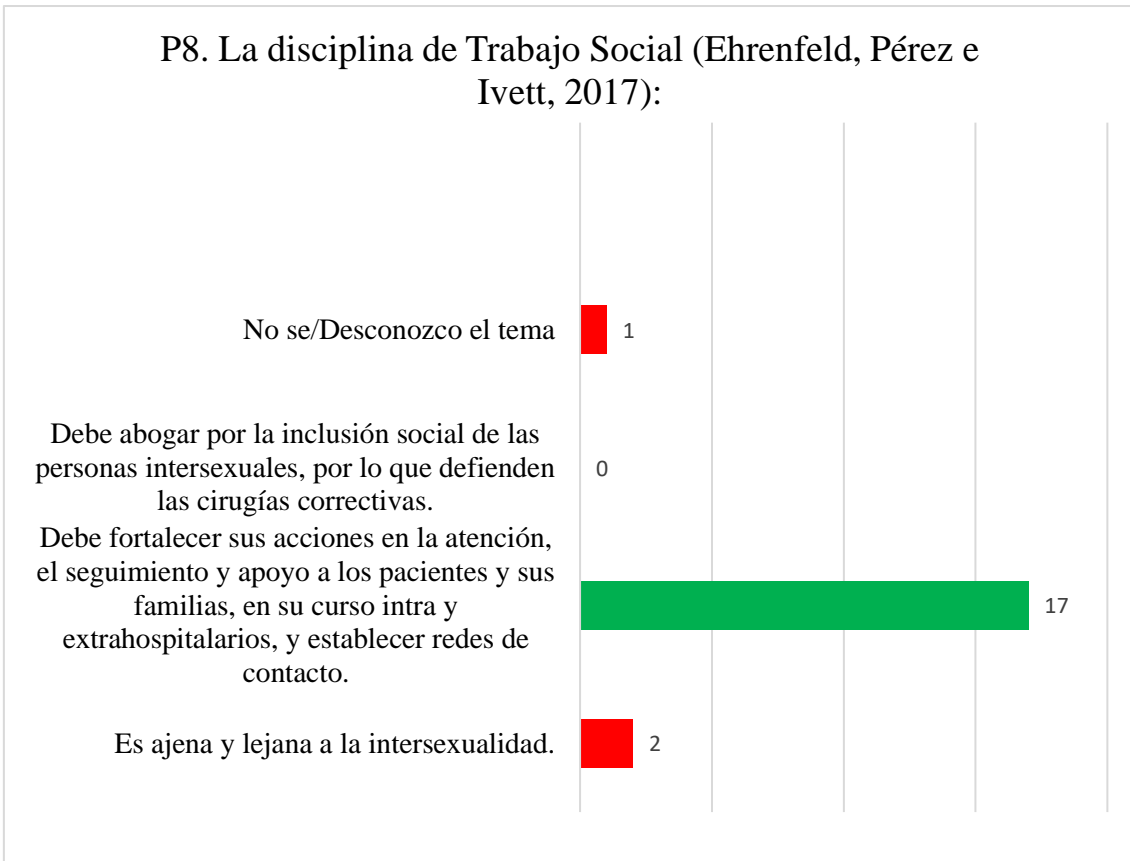 P8. La disciplina de Trabajo Social (Ehrenfeld, Pérez e
Ivett, 2017):
No se/Desconozco el tema
1
Debe abogar por la inclusión social de las
personas intersexuales, por lo que defienden
las cirugías correctivas.
0
Debe fortalecer sus acciones en la atención,
el seguimiento y apoyo a los pacientes y sus
familias, en su curso intra y
extrahospitalarios, y establecer redes de
contacto.
17
Es ajena y lejana a la intersexualidad.
2